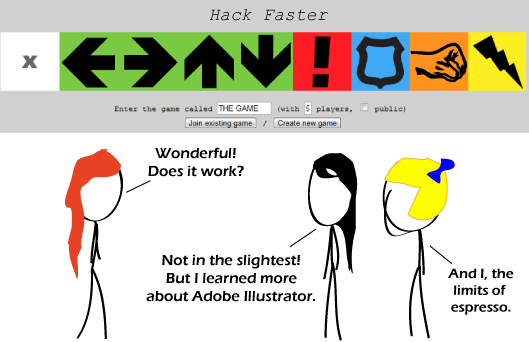 Hack Faster
x
!
Enter the game called THE GAME (with 5 players, public)
Join existing game / Create new game
Wonderful!
Does it work?
Not in the slightest!
But I learned more
about Adobe Illustrator.
And I, the
limits of
espresso.